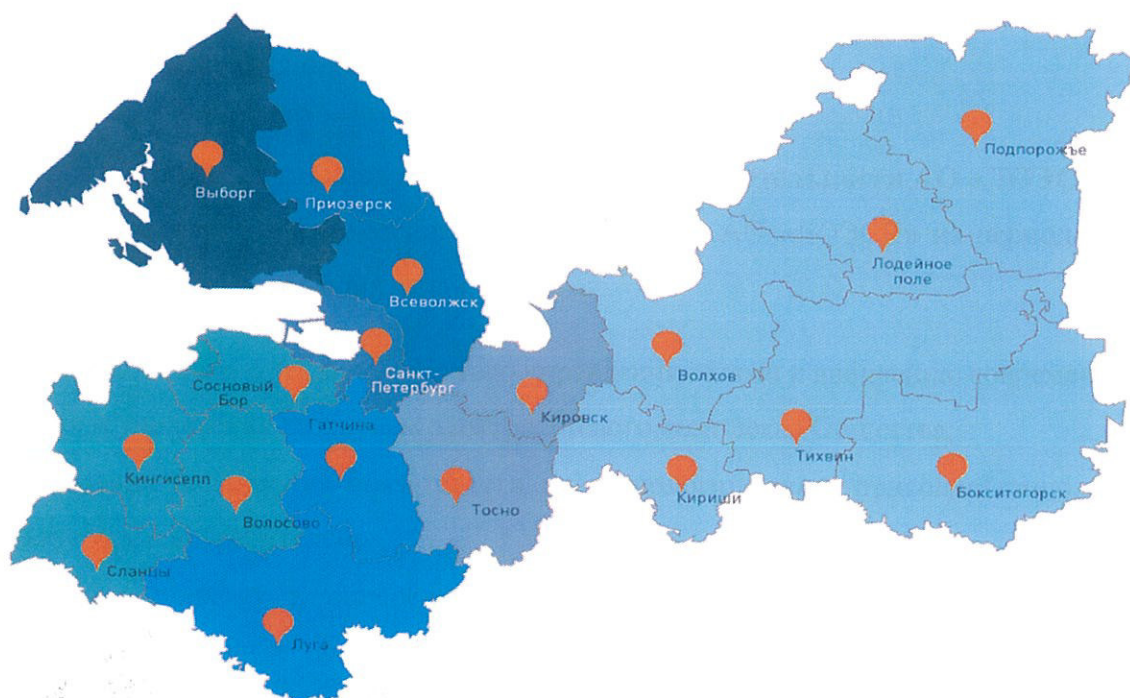 Подпорожье
Выборг
Приозерск
Лодейное
поле
Всеволжск
Санкт-
Петербург
Волхов
Сосновый
Бор
Гатчина
Кировск
Тихвин
Кингисепп
Волосово
Тосно
Кириши
Бокситогорск
Сланцы
Луга